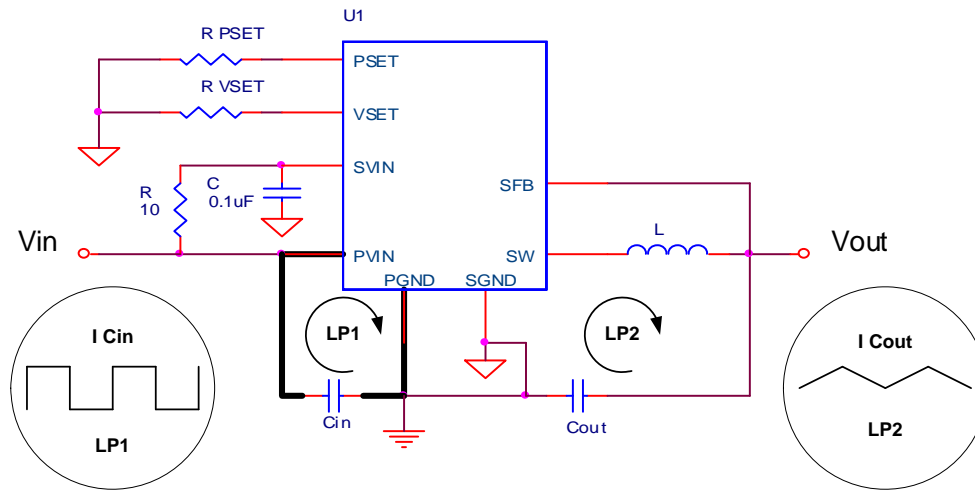 U1
R PSET
PSET
R VSET
VSET
SVIN
R
10
C
0.1uF
SFB
L
Vin
PVIN
SW
Vout
PGND
SGND
LP1
LP2
I Cin
LP1
I Cout
LP2
Cin
Cout